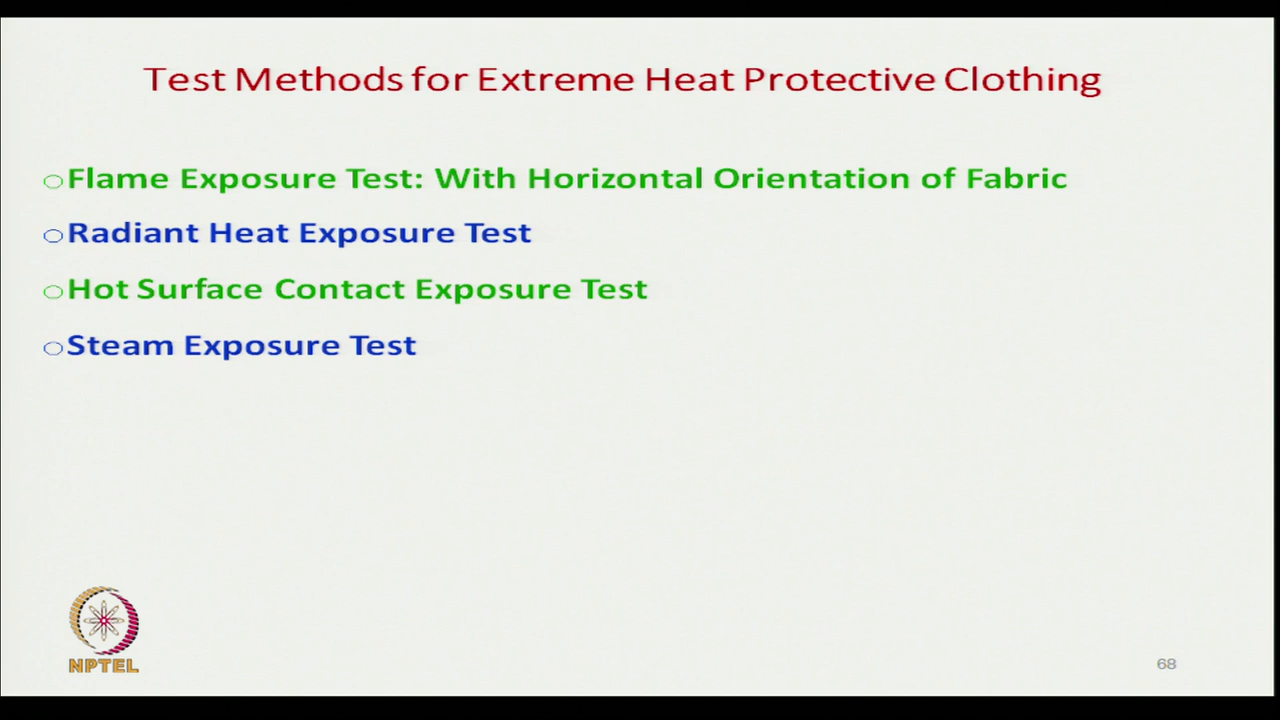 Test Methods for Extreme Heat Protective Clothing
Flame Exposure Test: With Horizontal Orientation of Fabric
Radiant Heat Exposure Test
Hot Surface Contact Exposure Test
Steam Exposure Test
NPTEL
68